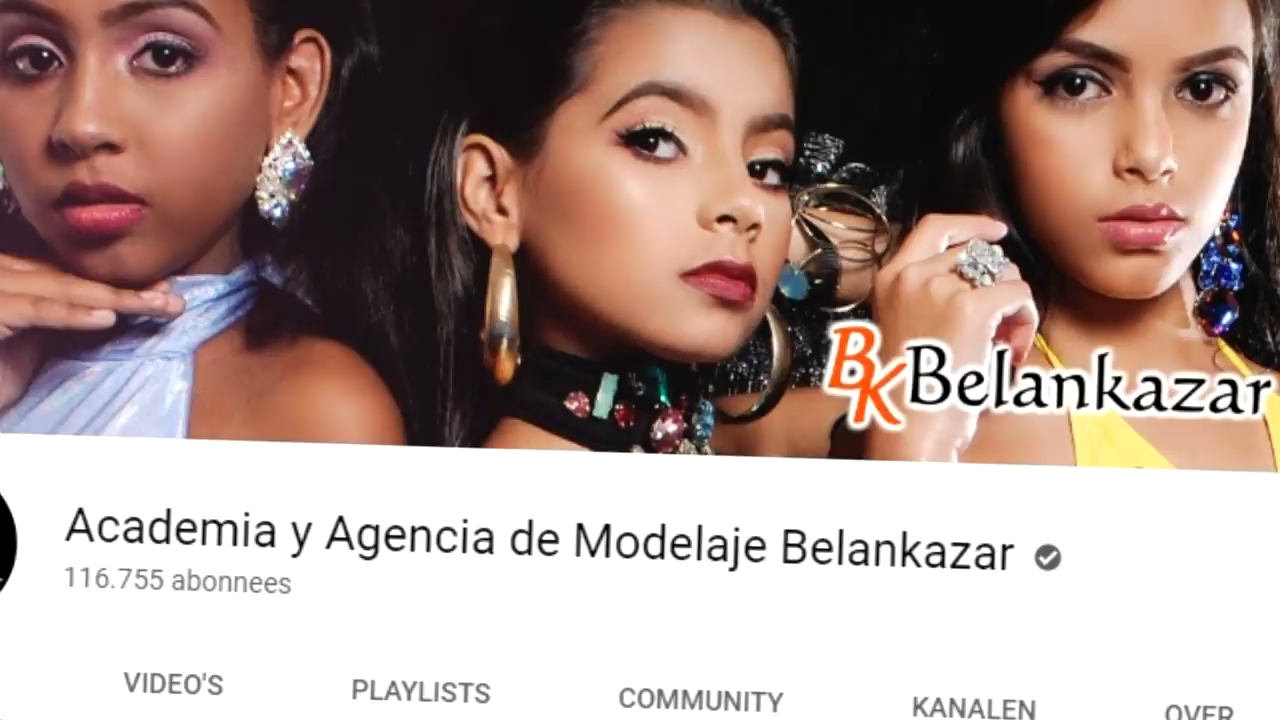 BK Belankazar
Academia y Agencia de Modelaje Belankazar
116.755 abonnees
VIDEO'S PLAYLISTS COMMUNITY KANALEN OVER